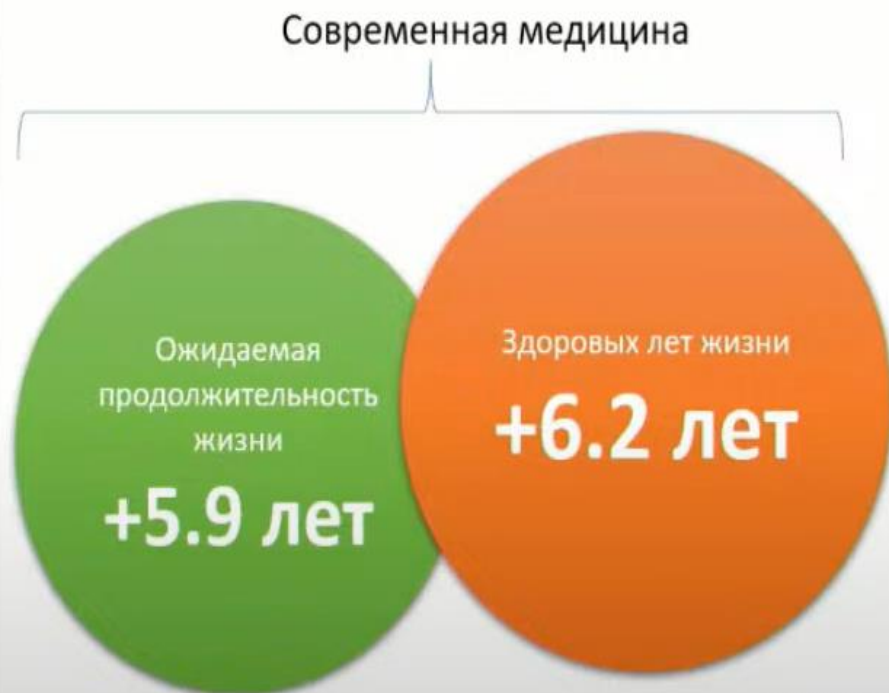 Современная медицина
Ожидаемая
продолжительность
жизни
+5.9 лет
Здоровых лет жизни
+6.2 лет